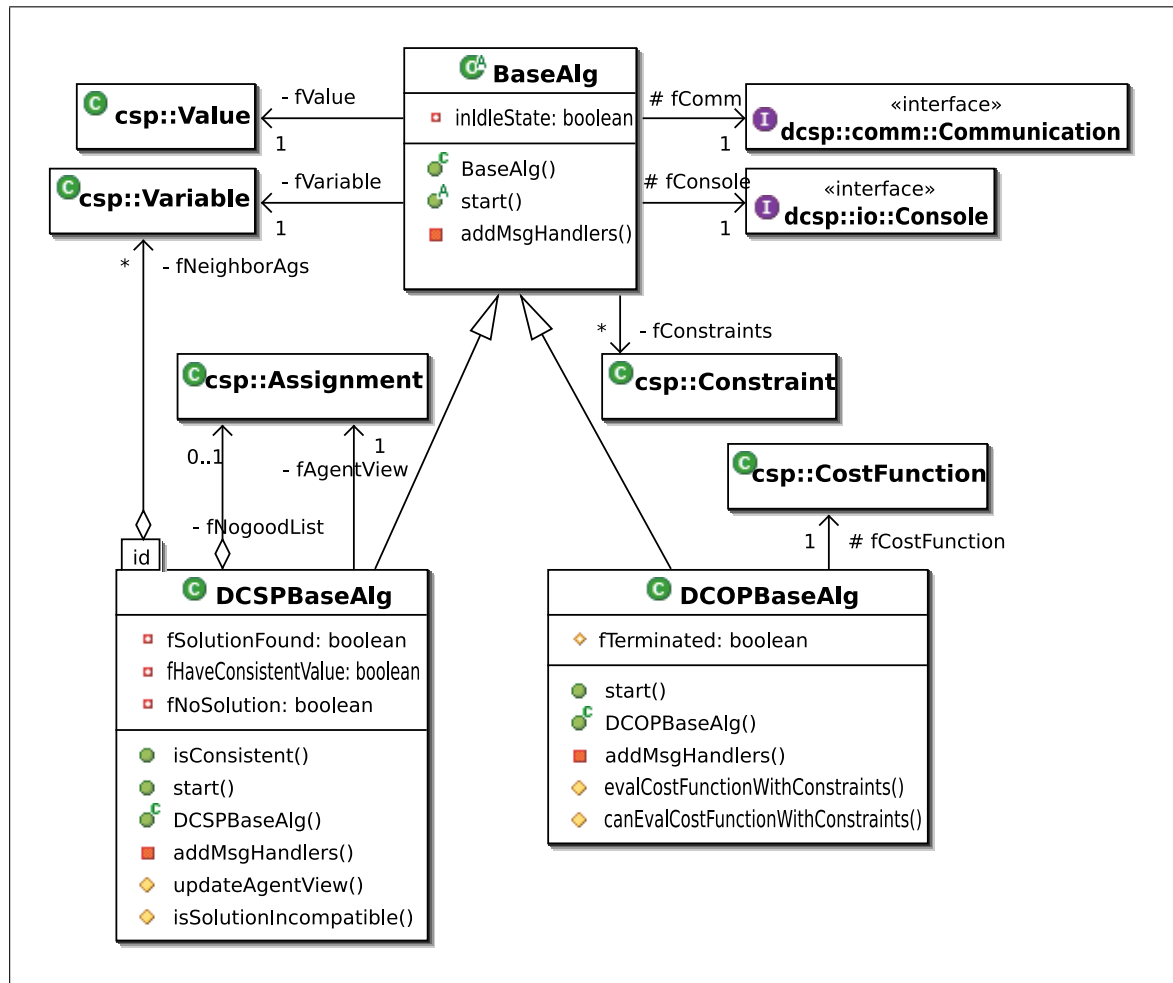 BaseAlg
inIdleState: boolean
BaseAlg()
start()
addMsgHandlers()
- fValue
1
csp::Value
- fVariable
1
csp::Variable
# fComm
1
«interface»
dcsp::comm::Communication
# fConsole
1
«interface»
dcsp::io::Console
* - fNeighborAgs
* - fConstraints
csp::Constraint
csp::Assignment
0..1
1
- fAgentView
- fNogoodList
csp::CostFunction
1 # fCostFunction
id
DCSPBaseAlg
fSolutionFound: boolean
fHaveConsistentValue: boolean
fNoSolution: boolean
isConsistent()
start()
DCSPBaseAlg()
addMsgHandlers()
updateAgentView()
isSolutionIncompatible()
DCOPBaseAlg
fTerminated: boolean
start()
DCOPBaseAlg()
addMsgHandlers()
evalCostFunctionWithConstraints()
canEvalCostFunctionWithConstraints()